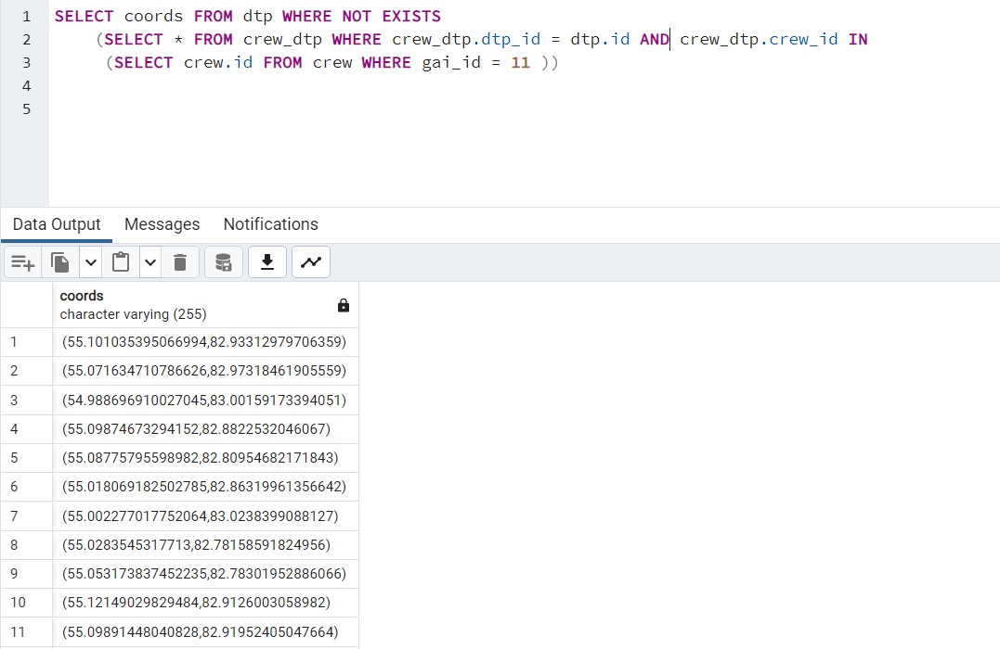 1 SELECT coords FROM dtp WHERE NOT EXISTS
2 (SELECT * FROM crew_dtp WHERE crew_dtp.dtp_id = dtp.id AND crew_dtp.crew_id IN
3 (SELECT crew.id FROM crew WHERE gai_id = 11 ))
4
5
Data Output Messages Notifications
coords
character varying (255)
1 (55.101035395066994,82.93312979706359)
2 (55.071634710786626,82.97318461905559)
3 (54.988696910027045,83.00159173394051)
4 (55.09874673294152,82.8822532046067)
5 (55.08775795598982,82.80954682171843)
6 (55.018069182502785,82.86319961356642)
7 (55.002277017752064,83.0238399088127)
8 (55.0283545317713,82.78158591824956)
9 (55.053173837452235,82.78301952886066)
10 (55.12149029829484,82.9126003058982)
11 (55.09891448040828,82.91952405047664)